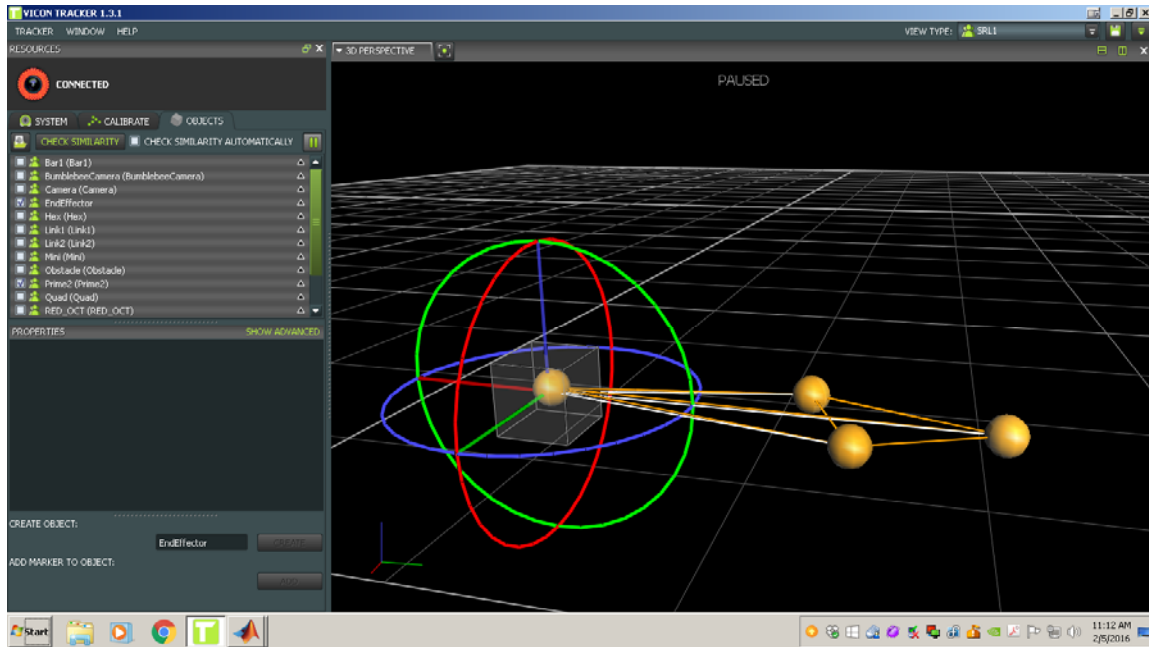 VICON TRACKER 1.3.1
TRACKER WINDOW HELP
VIEW TYPE: SRL1
RESOURCES
3D PERSPECTIVE
CONNECTED
PAUSED
SYSTEM CALIBRATE OBJECTS
CHECK SIMILARITY CHECK SIMILARITY AUTOMATICALLY
Bar1 (Bar1)
BumblebeeCamera (BumblebeeCamera)
Camera (Camera)
EndEffector
Hex (Hex)
Link1 (Link1)
Link2 (Link2)
Mini (Mini)
Obstacle (Obstacle)
Prime2 (Prime2)
Quad (Quad)
RED_OCT (RED_OCT)
PROPERTIES SHOW ADVANCED
CREATE OBJECT:
EndEffector CREATE
ADD MARKER TO OBJECT:
ADD
Start
11:12 AM
2/5/2016